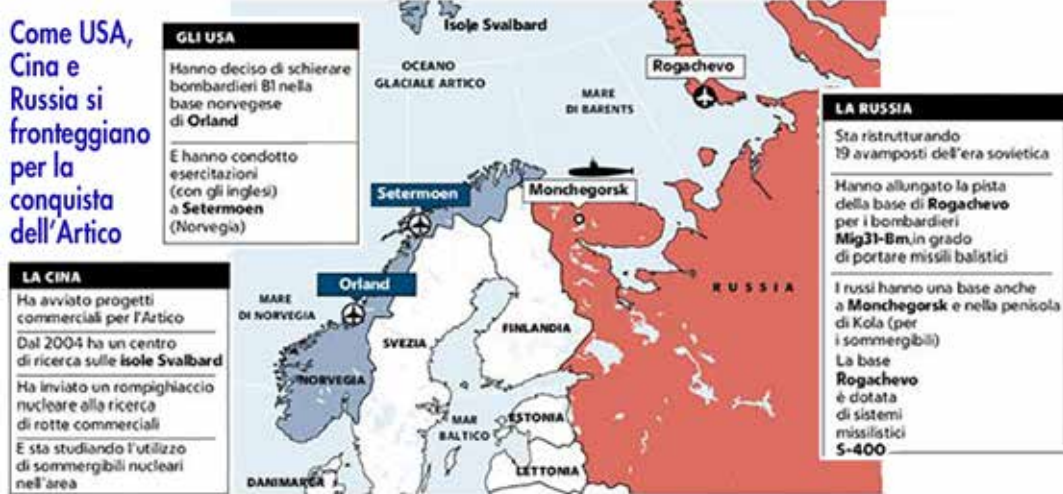 Come USA,
Cina e
Russia si
fronteggiano
per la
conquista
dell'Artico
GLI USA
Hanno deciso di schierare
bombardieri B1 nella
base norvegese
di Orland
E hanno condotto
esercitazioni
(con gli inglesi)
a Setermoen
(Norvegia)
LA CINA
Ha avviato progetti
commerciali per l'Artico
Dal 2004 ha un centro
di ricerca sulle isole Svalbard
Ha inviato un rompighiaccio
nucleare alla ricerca
di rotte commerciali
E sta studiando l'utilizzo
di sommergibili nucleari
nell'area
Isole Svalbard
OCEANO
GLACIALE ARTICO
MARE
DI BARENTS
Rogachevo
Setermoen
Monchegorsk
Orland
MARE
DI NORVEGIA
NORVEGIA
SVEZIA
FINLANDIA
RUSSIA
MAR
BALTICO
ESTONIA
LETTONIA
DANIMARCA
LA RUSSIA
Sta ristrutturando
19 avamposti dell'era sovietica
Hanno allungato la pista
della base di Rogachevo
per i bombardieri
Mig31-Bm,in grado
di portare missili balistici
I russi hanno una base anche
a Monchegorsk e nella penisola
di Kola (per
i sommergibili)
La base
Rogachevo
è dotata
di sistemi
missilistici
S-400